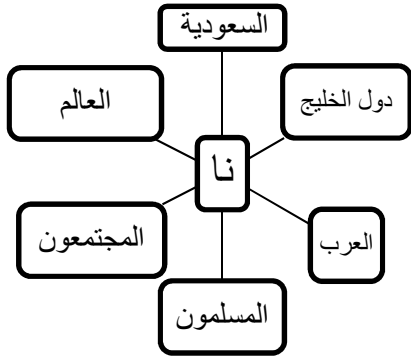 السعودية
دول الخليج
العالم
نا
المجتمعون
العرب
المسلمون